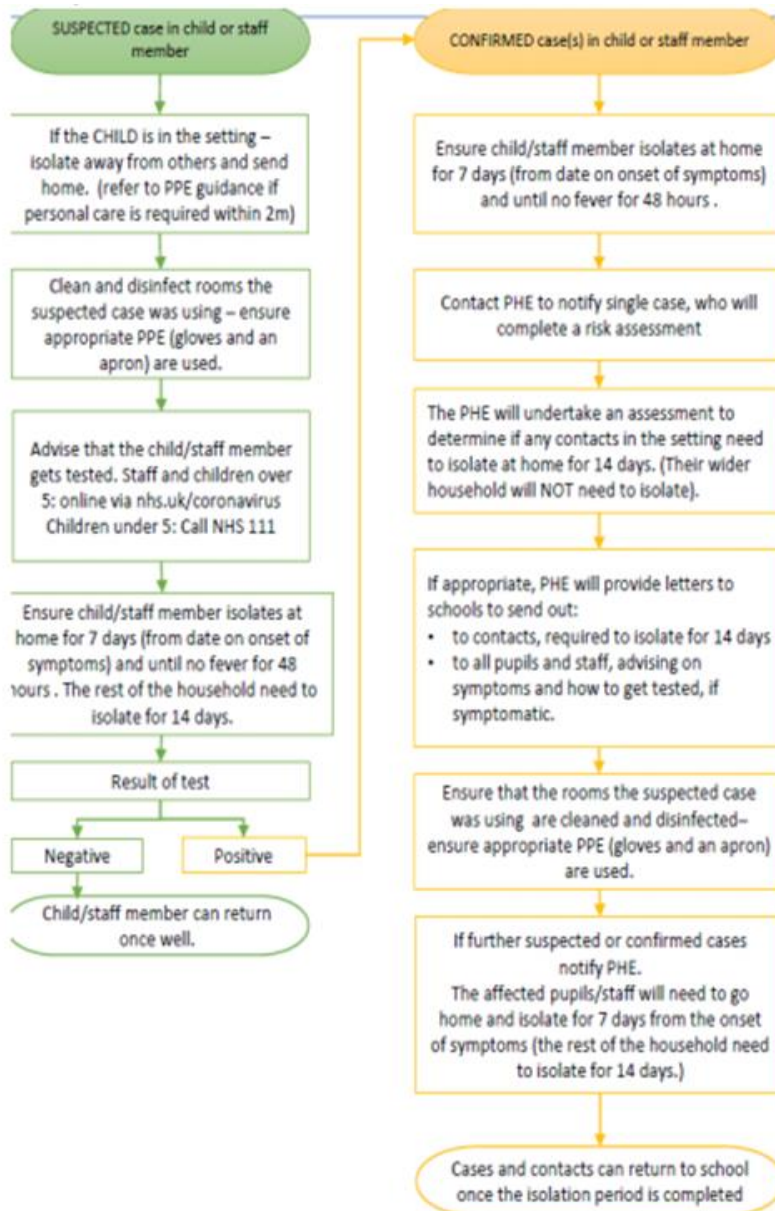 SUSPECTED case in child or staff
member
If the CHILD is in the setting –
isolate away from others and send
home. (refer to PPE guidance if
personal care is required within 2m)
Clean and disinfect rooms the
suspected case was using – ensure
appropriate PPE (gloves and an
apron) are used.
Advise that the child/staff member
gets tested. Staff and children over
5: online via nhs.uk/coronavirus
Children under 5: Call NHS 111
Ensure child/staff member isolates at
home for 7 days (from date on onset of
symptoms) and until no fever for 48
hours . The rest of the household need to
isolate for 14 days.
Result of test
Negative
Positive
Child/staff member can return
once well.
CONFIRMED case(s) in child or staff member
Ensure child/staff member isolates at home
for 7 days (from date on onset of symptoms)
and until no fever for 48 hours .
Contact PHE to notify single case, who will
complete a risk assessment
The PHE will undertake an assessment to
determine if any contacts in the setting need
to isolate at home for 14 days. (Their wider
household will NOT need to isolate).
If appropriate, PHE will provide letters to
schools to send out:
• to contacts, required to isolate for 14 days
• to all pupils and staff, advising on
symptoms and how to get tested, if
symptomatic.
Ensure that the rooms the suspected case
was using are cleaned and disinfected–
ensure appropriate PPE (gloves and an apron)
are used.
If further suspected or confirmed cases
notify PHE.
The affected pupils/staff will need to go
home and isolate for 7 days from the onset
of symptoms (the rest of the household need
to isolate for 14 days.)
Cases and contacts can return to school
once the isolation period is completed